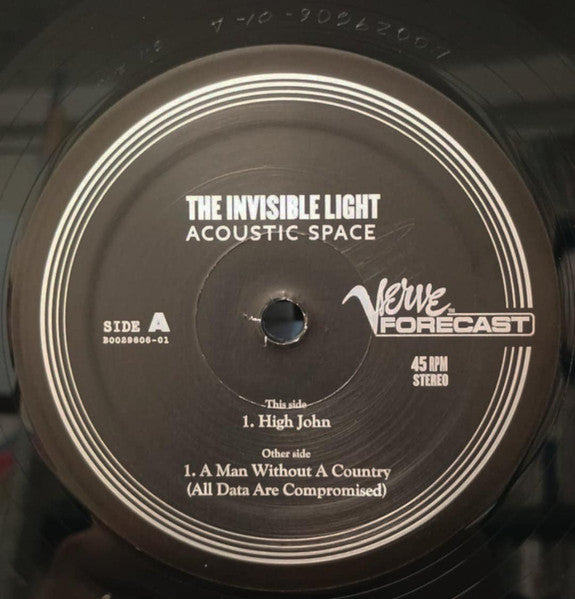 THE INVISIBLE LIGHT
ACOUSTIC SPACE
SIDE A
B0029606-01
Verve™
FORECAST
45 RPM
STEREO
This side
1. High John
Other side
1. A Man Without A Country
(All Data Are Compromised)